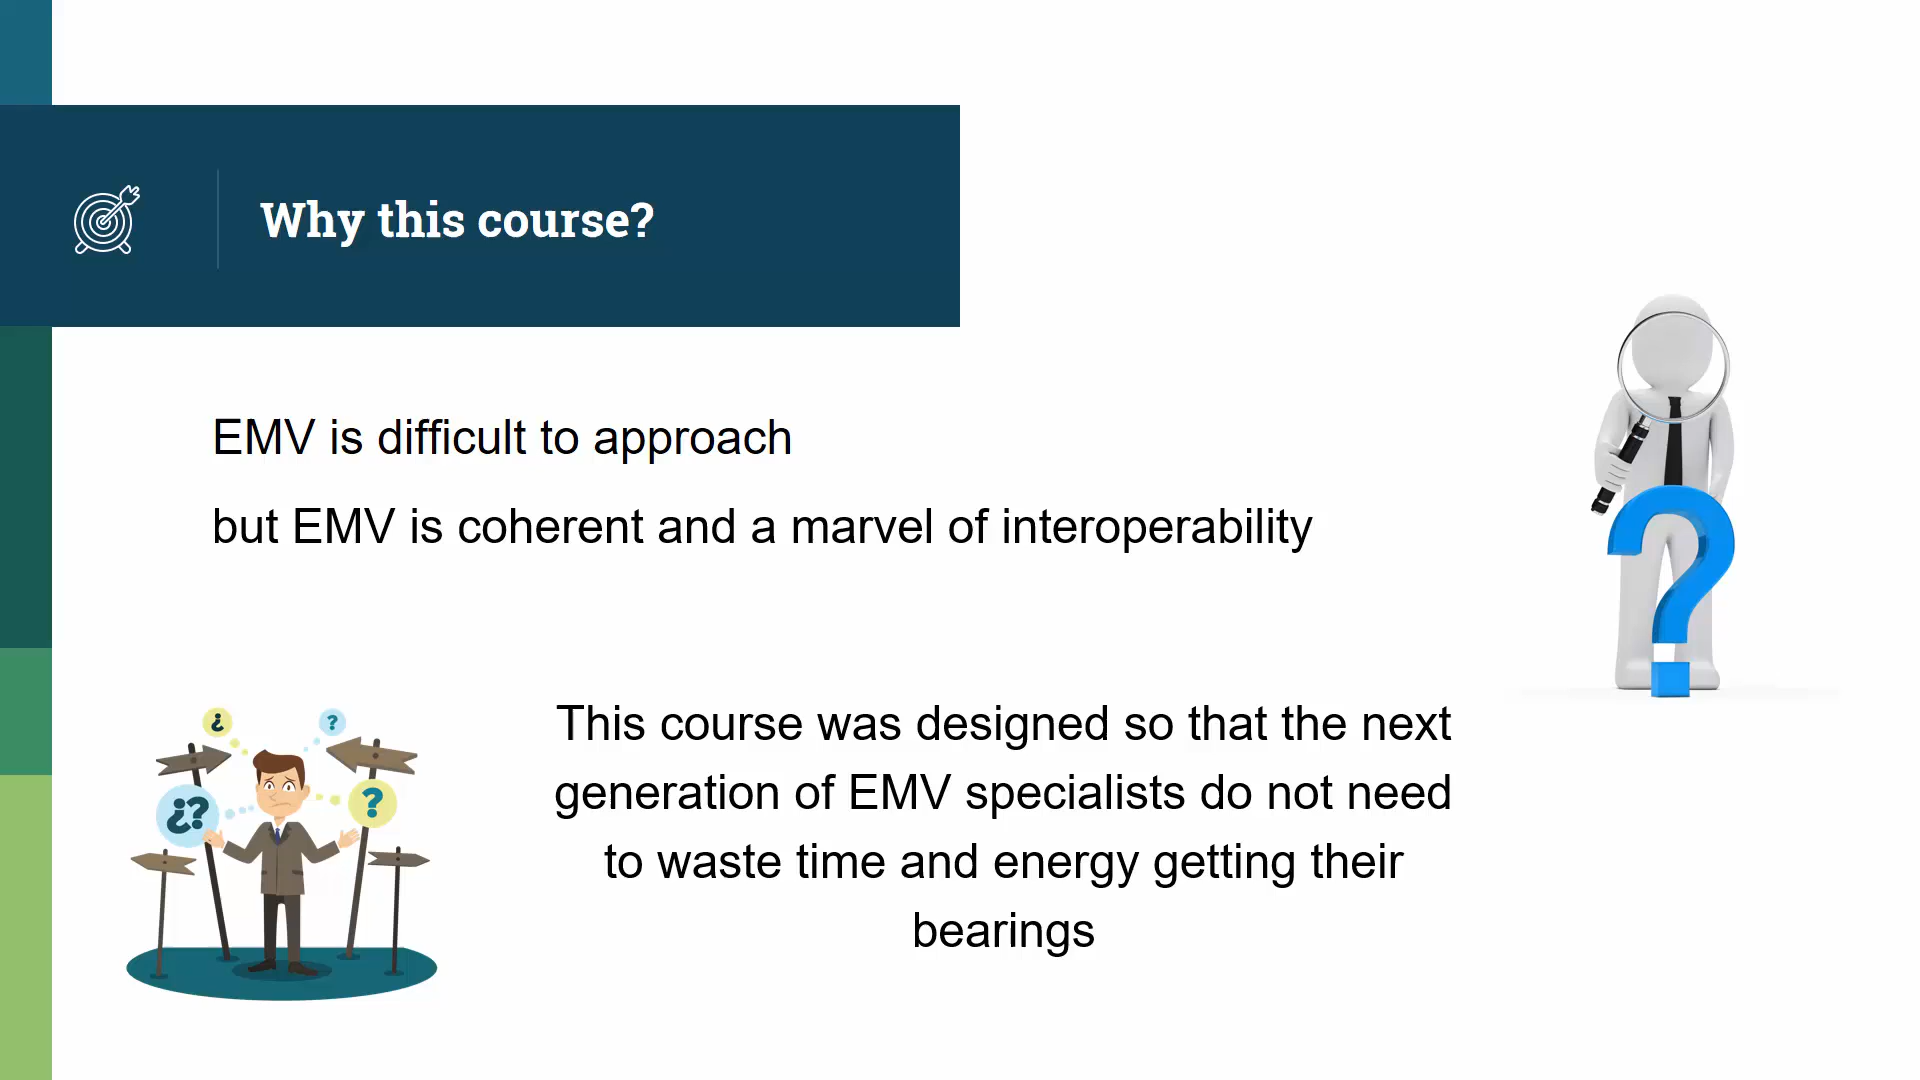 Why this course?
EMV is difficult to approach
but EMV is coherent and a marvel of interoperability
¿
?
¿?
?
?
This course was designed so that the next
generation of EMV specialists do not need
to waste time and energy getting their
bearings